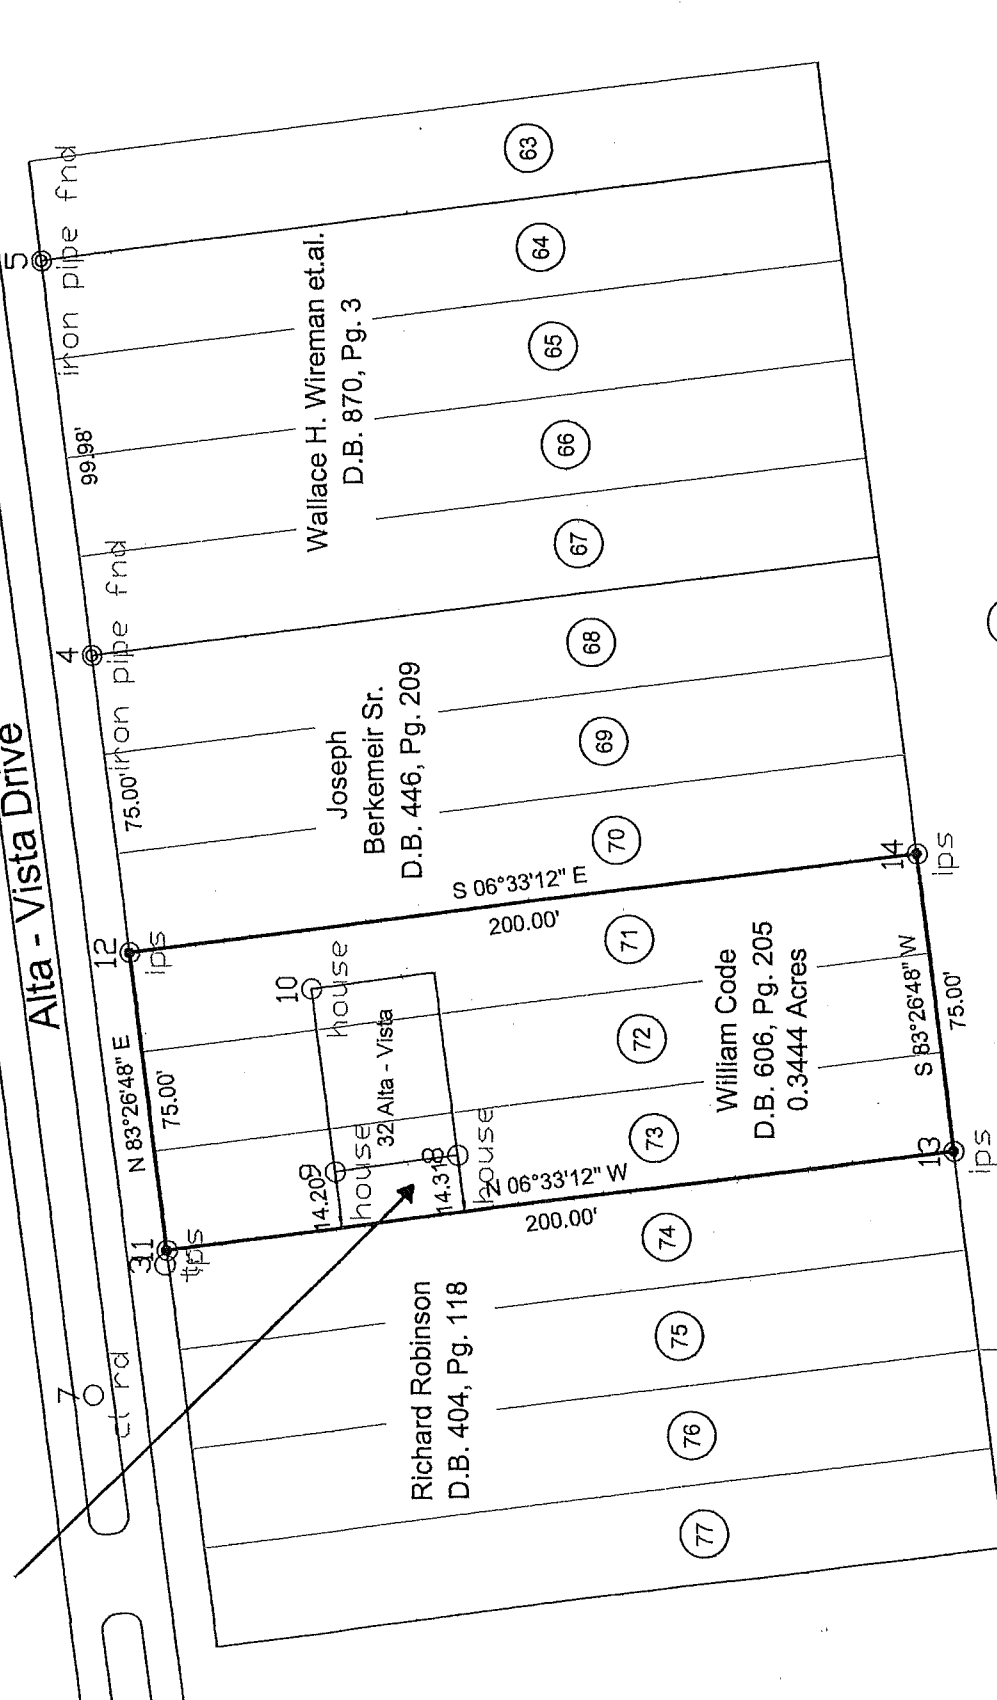 Alta - Vista Drive
5
iron pipe fnd
99.98'
4
iron pipe fnd
75.00'
12
ips
N 83°26'48" E
75.00'
11
3
ips
7
ct rd
63
64
65
66
67
68
69
70
71
72
73
74
75
76
77
Wallace H. Wireman et.al.
D.B. 870, Pg. 3
Joseph
Berkemeir Sr.
D.B. 446, Pg. 209
S 06°33'12" E
200.00'
10
house
32 Alta - Vista
9
house
14.20
8
house
14.31
N 06°33'12" W
200.00'
William Code
D.B. 606, Pg. 205
0.3444 Acres
14
ips
S 83°26'48" W
75.00'
13
ips
Richard Robinson
D.B. 404, Pg. 118